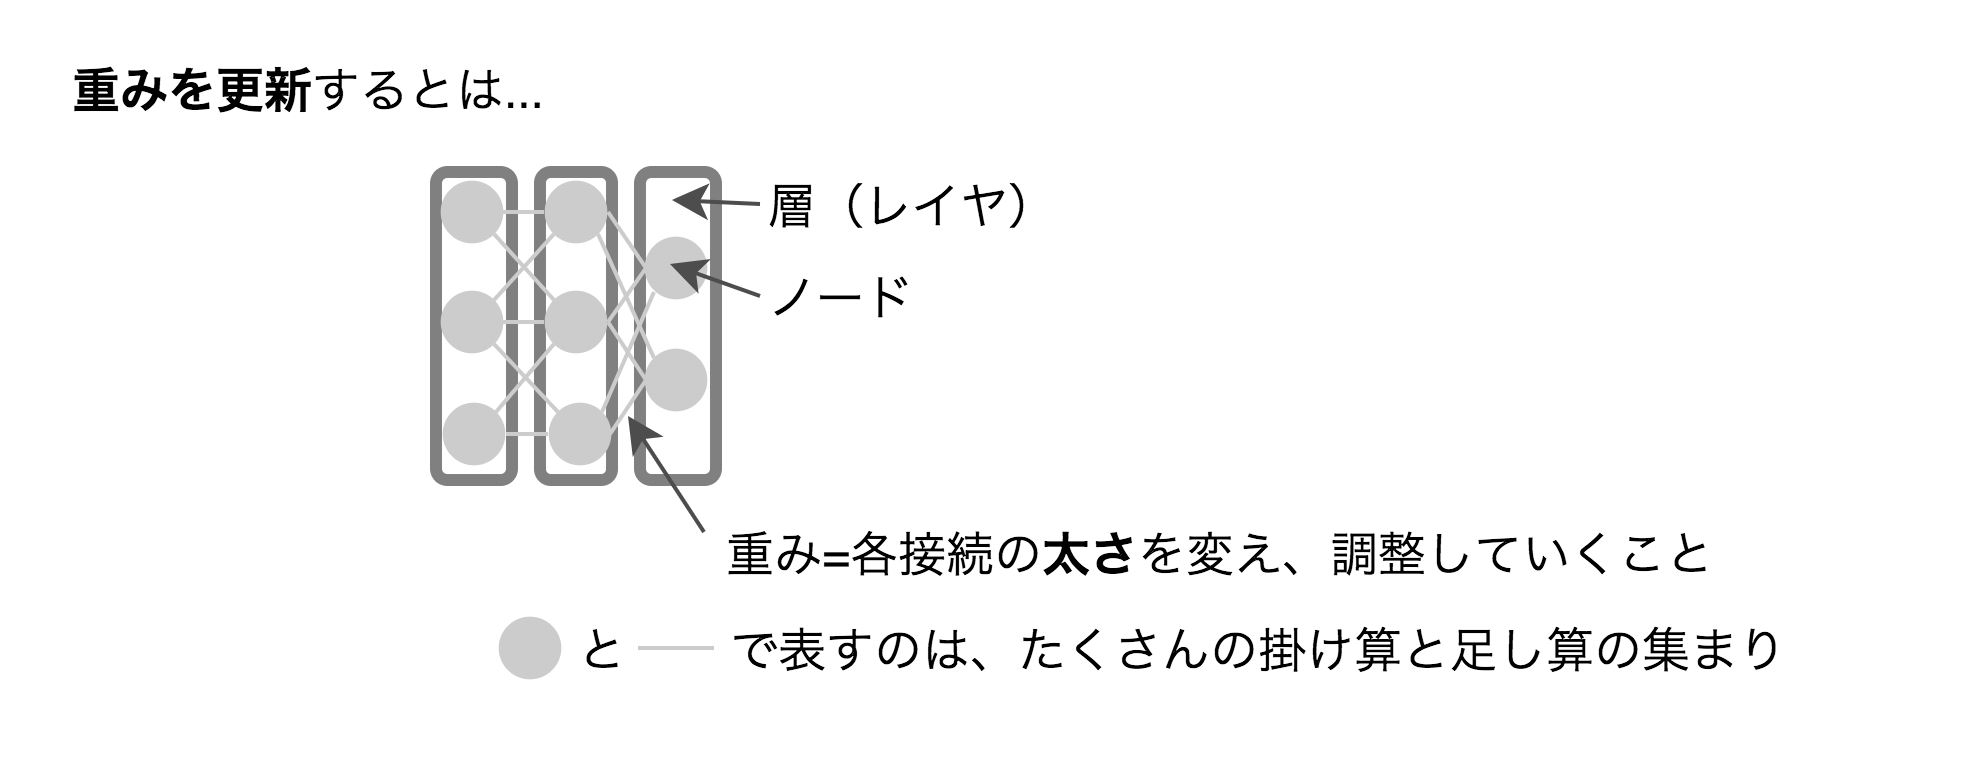 重みを更新するとは...
層（レイヤ）
ノード
重み=各接続の太さを変え、調整していくこと
と で表すのは、たくさんの掛け算と足し算の集まり